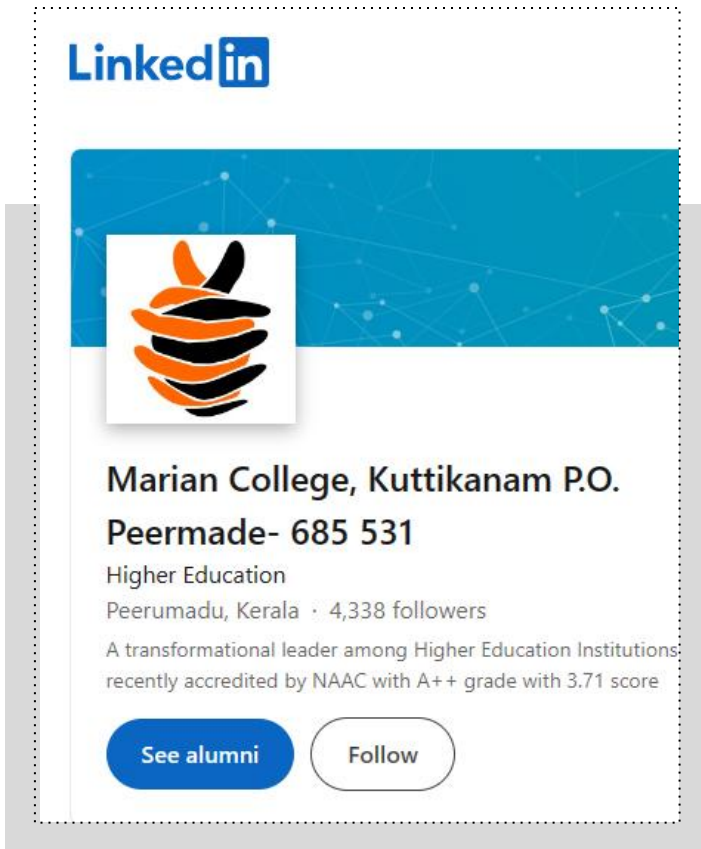 Linkedin
Marian College, Kuttikanam P.O.
Peermade- 685 531
Higher Education
Peerumadu, Kerala · 4,338 followers
A transformational leader among Higher Education Institutions
recently accredited by NAAC with A++ grade with 3.71 score
See alumni
Follow